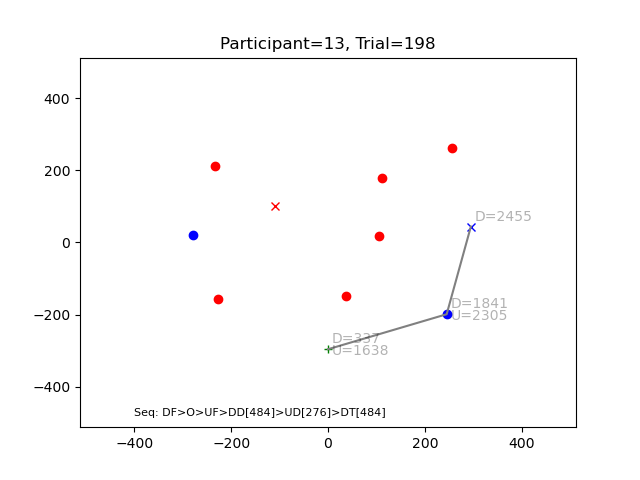 Participant=13, Trial=198
400
200
0
−200
−400
D=2455
D=1841
U=2305
D=337
U=1638
Seq: DF>O>UF>DD[484]>UD[276]>DT[484]
−400
−200
0
200
400